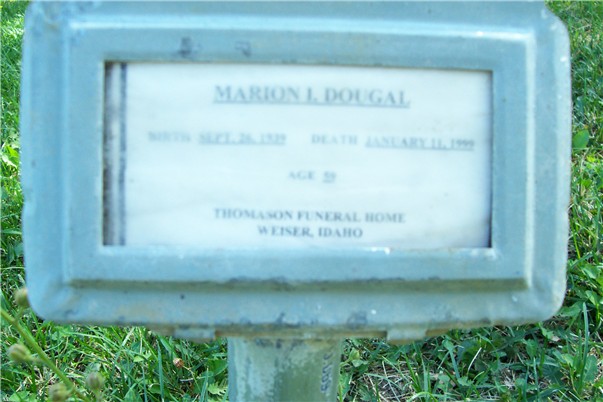 MARION I. DOUGAL
BIRTH SEPT. 26, 1939 DEATH JANUARY 11, 1999
AGE 59
THOMASON FUNERAL HOME
WEISER, IDAHO